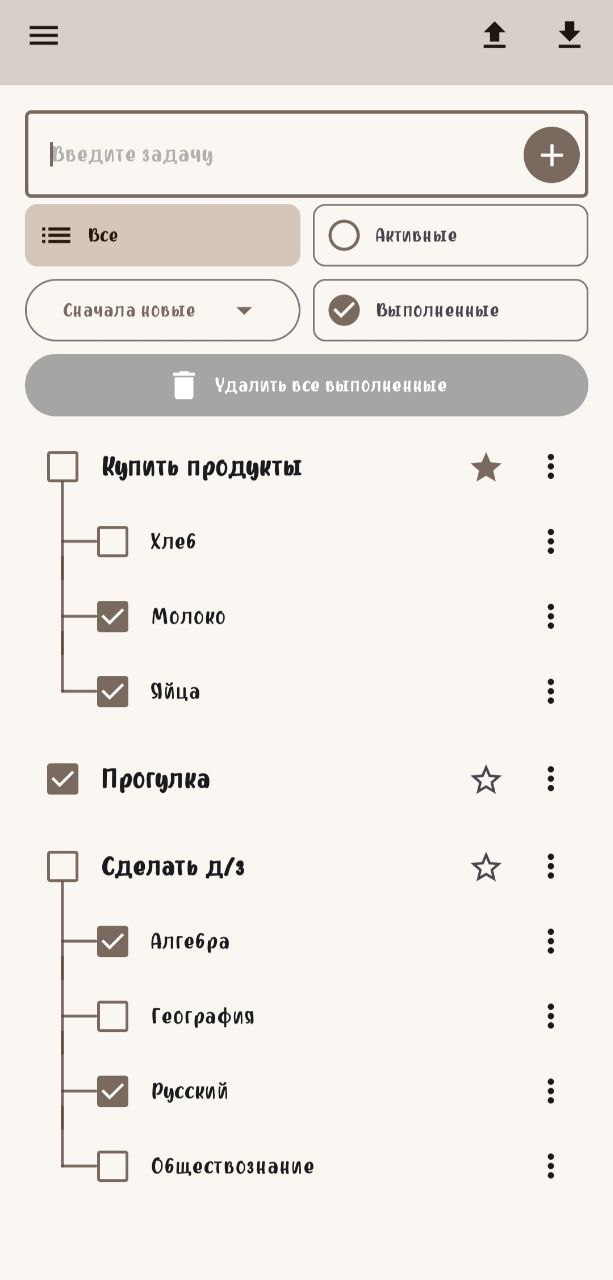 Введите задачу
Все
Активные
Сначала новые
Выполненные
Удалить все выполненные
Купить продукты
Хлеб
Молоко
Яйца
Прогулка
Сделать д/з
Алгебра
География
Русский
Обществознание